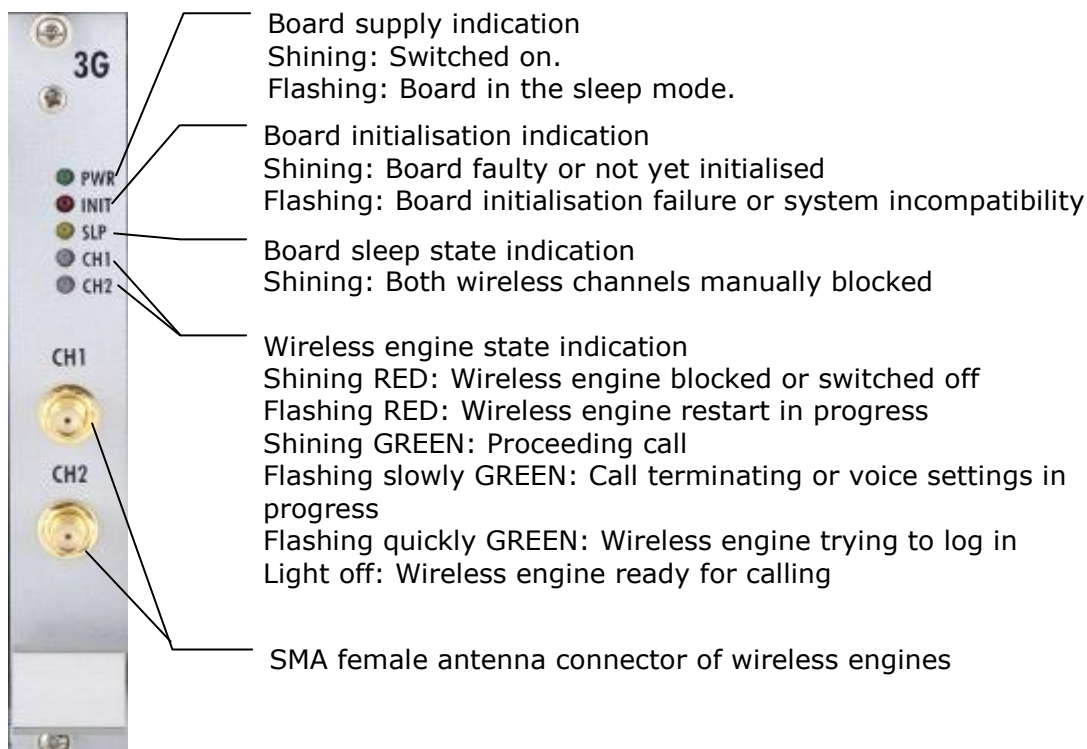 Board supply indication
Shining: Switched on.
Flashing: Board in the sleep mode.
3G
Board initialisation indication
Shining: Board faulty or not yet initialised
Flashing: Board initialisation failure or system incompatibility
PWR
INIT
SLP
CH1
CH2
Board sleep state indication
Shining: Both wireless channels manually blocked
Wireless engine state indication
Shining RED: Wireless engine blocked or switched off
Flashing RED: Wireless engine restart in progress
Shining GREEN: Proceeding call
Flashing slowly GREEN: Call terminating or voice settings in
progress
Flashing quickly GREEN: Wireless engine trying to log in
Light off: Wireless engine ready for calling
CH1
CH2
SMA female antenna connector of wireless engines